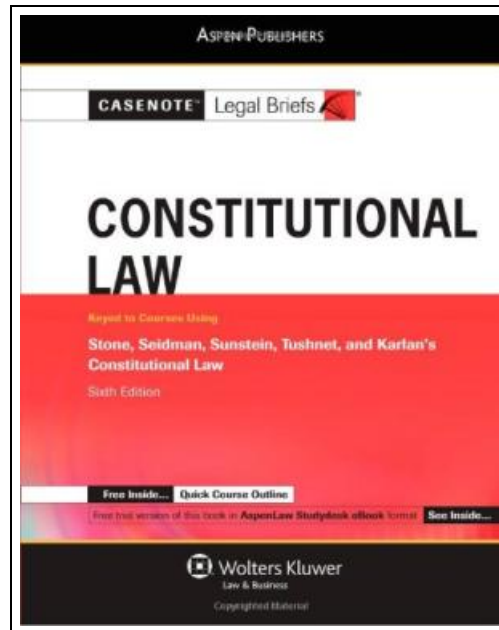 ASPEN PUBLISHERS
CASENOTE™ Legal Briefs ®
CONSTITUTIONAL
LAW
Keyed to Courses Using
Stone, Seidman, Sunstein, Tushnet, and Karlan's
Constitutional Law
Sixth Edition
Free Inside... Quick Course Outline
Free trial version of this book in AspenLaw Studydesk eBook format See Inside...
Wolters Kluwer
Law & Business
Copyrighted Material